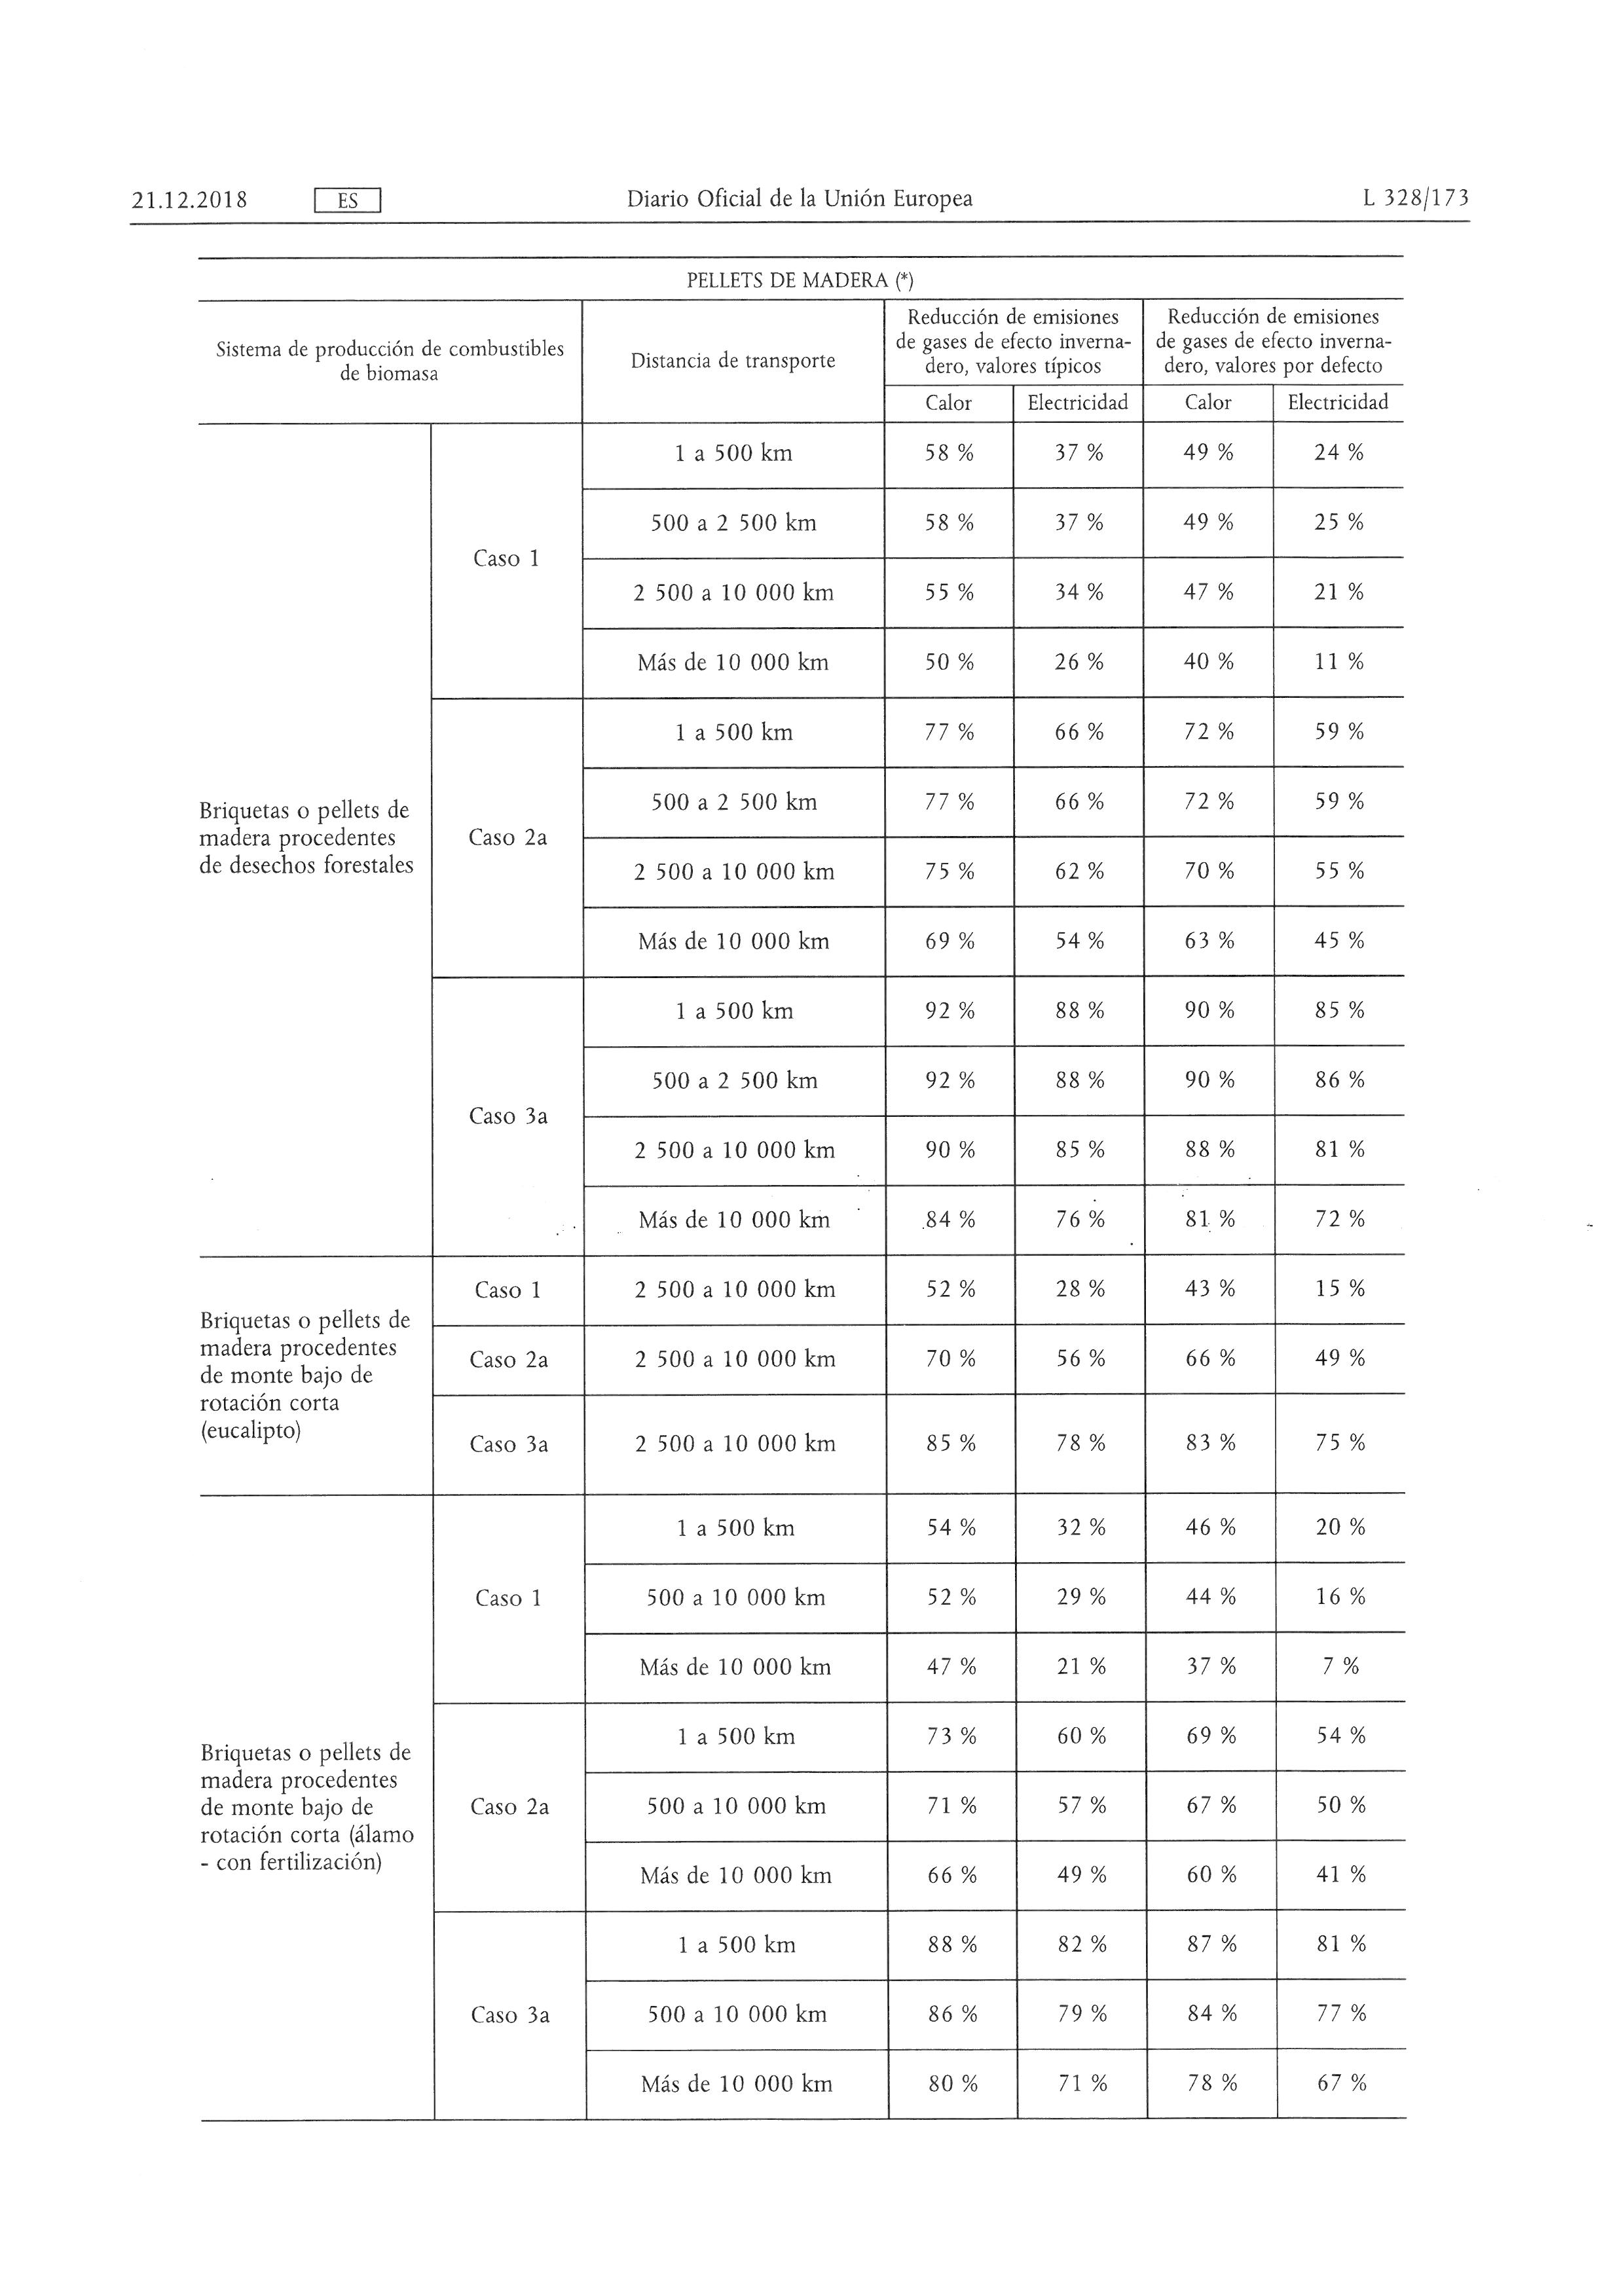 21.12.2018 ES Diario Oficial de la Unión Europea L 328/173
PELLETS DE MADERA (*)
Sistema de producción de combustibles
de biomasa
Distancia de transporte
Reducción de emisiones
de gases de efecto inverna-
dero, valores típicos
Reducción de emisiones
de gases de efecto inverna-
dero, valores por defecto
Calor Electricidad Calor Electricidad
Briquetas o pellets de
madera procedentes
de desechos forestales
Caso 1
1 a 500 km 58 % 37 % 49 % 24 %
500 a 2 500 km 58 % 37 % 49 % 25 %
2 500 a 10 000 km 55 % 34 % 47 % 21 %
Más de 10 000 km 50 % 26 % 40 % 11 %
Caso 2a
1 a 500 km 77 % 66 % 72 % 59 %
500 a 2 500 km 77 % 66 % 72 % 59 %
2 500 a 10 000 km 75 % 62 % 70 % 55 %
Más de 10 000 km 69 % 54 % 63 % 45 %
Caso 3a
1 a 500 km 92 % 88 % 90 % 85 %
500 a 2 500 km 92 % 88 % 90 % 86 %
2 500 a 10 000 km 90 % 85 % 88 % 81 %
Más de 10 000 km 84 % 76 % 81 % 72 %
Briquetas o pellets de
madera procedentes
de monte bajo de
rotación corta
(eucalipto)
Caso 1 2 500 a 10 000 km 52 % 28 % 43 % 15 %
Caso 2a 2 500 a 10 000 km 70 % 56 % 66 % 49 %
Caso 3a 2 500 a 10 000 km 85 % 78 % 83 % 75 %
Briquetas o pellets de
madera procedentes
de monte bajo de
rotación corta (álamo
- con fertilización)
Caso 1
1 a 500 km 54 % 32 % 46 % 20 %
500 a 10 000 km 52 % 29 % 44 % 16 %
Más de 10 000 km 47 % 21 % 37 % 7 %
Caso 2a
1 a 500 km 73 % 60 % 69 % 54 %
500 a 10 000 km 71 % 57 % 67 % 50 %
Más de 10 000 km 66 % 49 % 60 % 41 %
Caso 3a
1 a 500 km 88 % 82 % 87 % 81 %
500 a 10 000 km 86 % 79 % 84 % 77 %
Más de 10 000 km 80 % 71 % 78 % 67 %